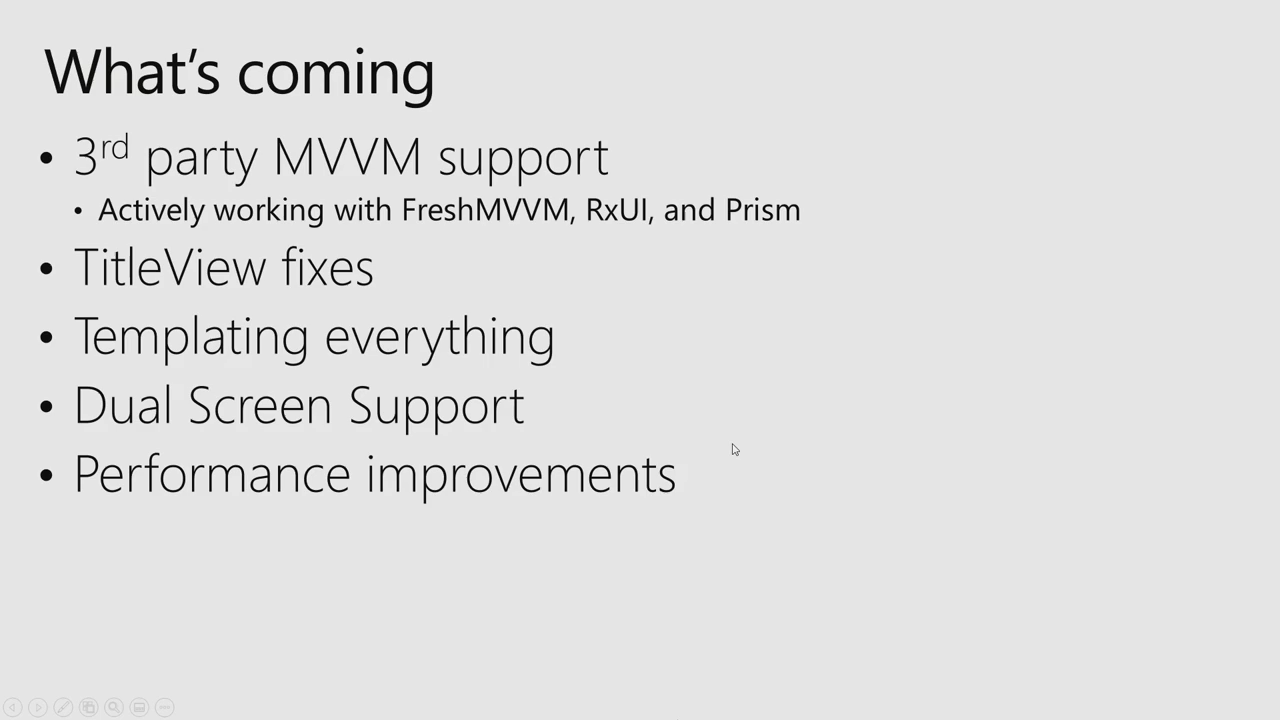 What's coming
• 3rd party MVVM support
• Actively working with FreshMVVM, RxUI, and Prism
• TitleView fixes
• Templating everything
• Dual Screen Support
• Performance improvements